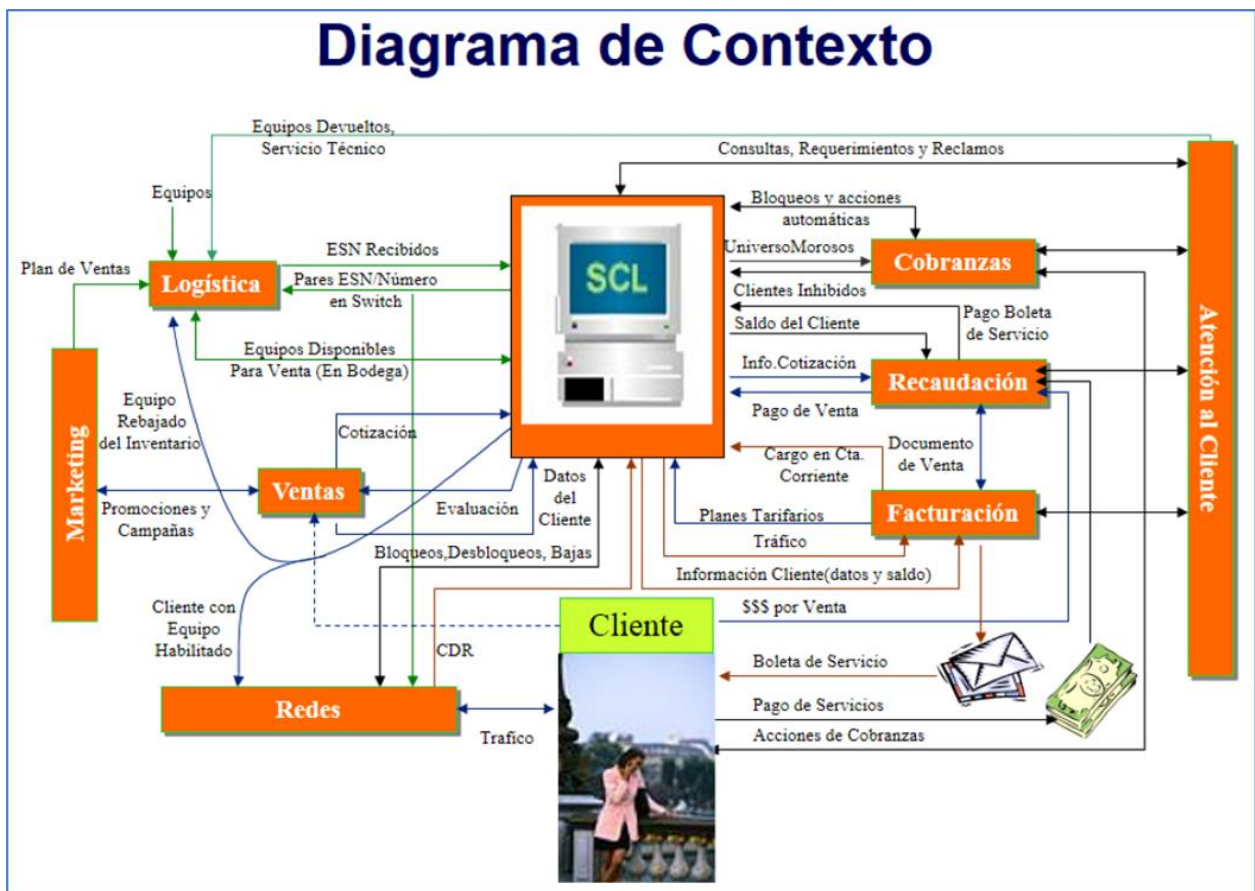 Diagrama de Contexto
Equipos Devueltos,
Servicio Técnico
Consultas, Requerimientos y Reclamos
Equipos
Bloqueos y acciones
automáticas
ESN Recibidos
UniversoMorosos
Cobranzas
Plan de Ventas
Logística
Pares ESN/Número
en Switch
SCL
Clientes Inhibidos
Pago Boleta
de Servicio
Saldo del Cliente
Equipos Disponibles
Para Venta (En Bodega)
Info.Cotización
Recaudación
Pago de Venta
Atención al Cliente
Marketing
Equipo
Rebajado
del Inventario
Cotización
Documento
de Venta
Cargo en Cta.
Corriente
Ventas
Evaluación
Datos
del
Cliente
Promociones y
Campañas
Planes Tarifarios
Facturación
Tráfico
Bloqueos,Desbloqueos, Bajas
Información Cliente(datos y saldo)
Cliente con
Equipo
Habilitado
CDR
Cliente
$$$ por Venta
Boleta de Servicio
Redes
Trafico
Pago de Servicios
Acciones de Cobranzas